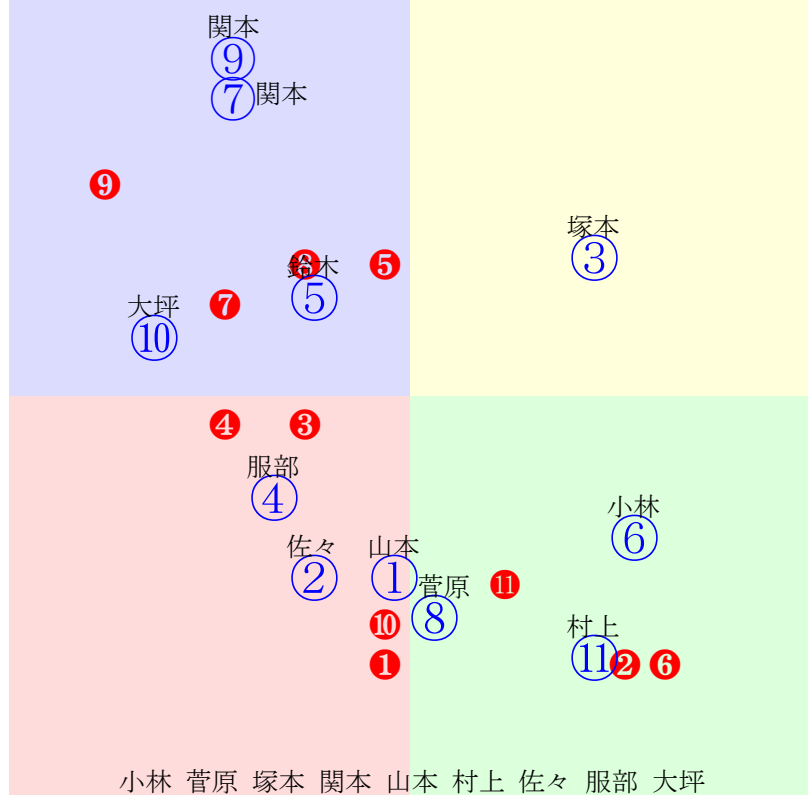 関本
⑨
⑦関本
❾
塚本
③
鈴木 ❺
⑤
大坪 ❼
⑩
❹ ❸
服部
④
小林
⑥
佐々 山本
② ① 菅原 ⓫
⑧
❿ 村上
❶ ⑪ ❷ ❻
小林 菅原 塚本 関本 山本 村上 佐々 服部 大坪